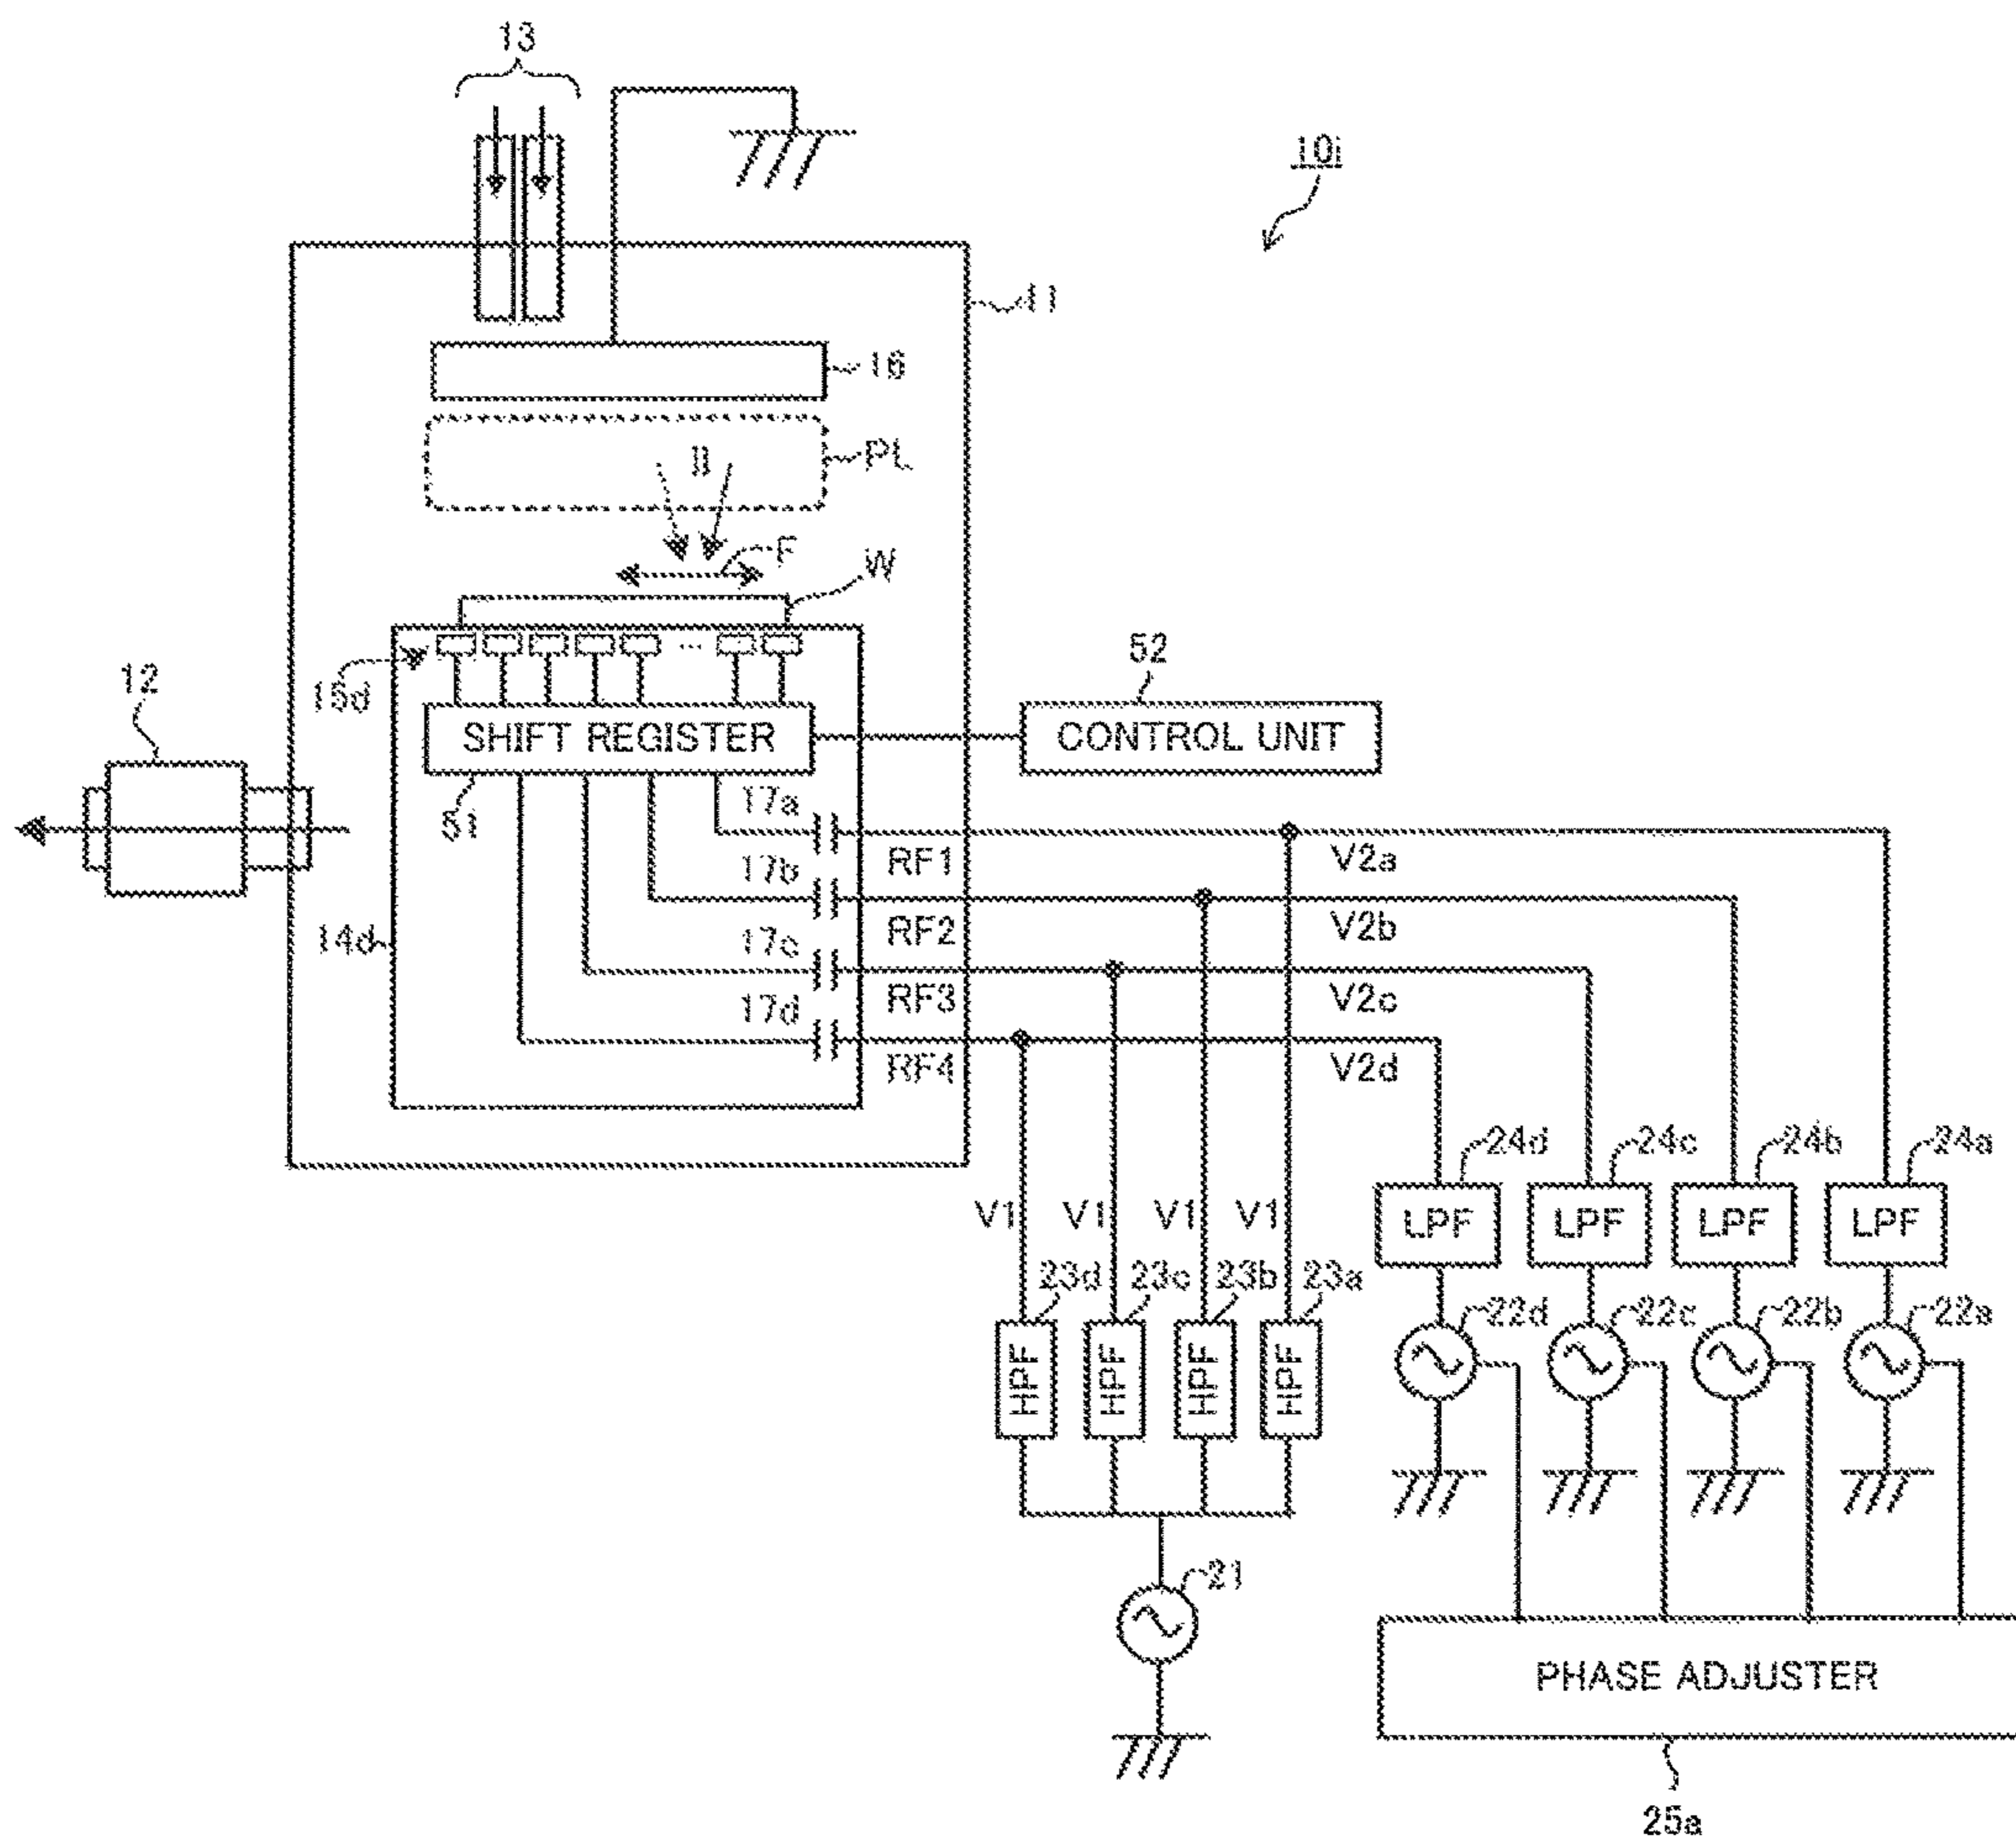 13
10i
11
16
PL
II
F
W
15d
52
12
SHIFT REGISTER
CONTROL UNIT
51
17a
RF1
V2a
17b
RF2
V2b
14d
17c
RF3
V2c
17d
RF4
V2d
24d
24c
24b
24a
V1
V1
V1
V1
LPF
LPF
LPF
LPF
23d
23c
23b
23a
22d
22c
22b
22a
HPF
HPF
HPF
HPF
21
PHASE ADJUSTER
25a